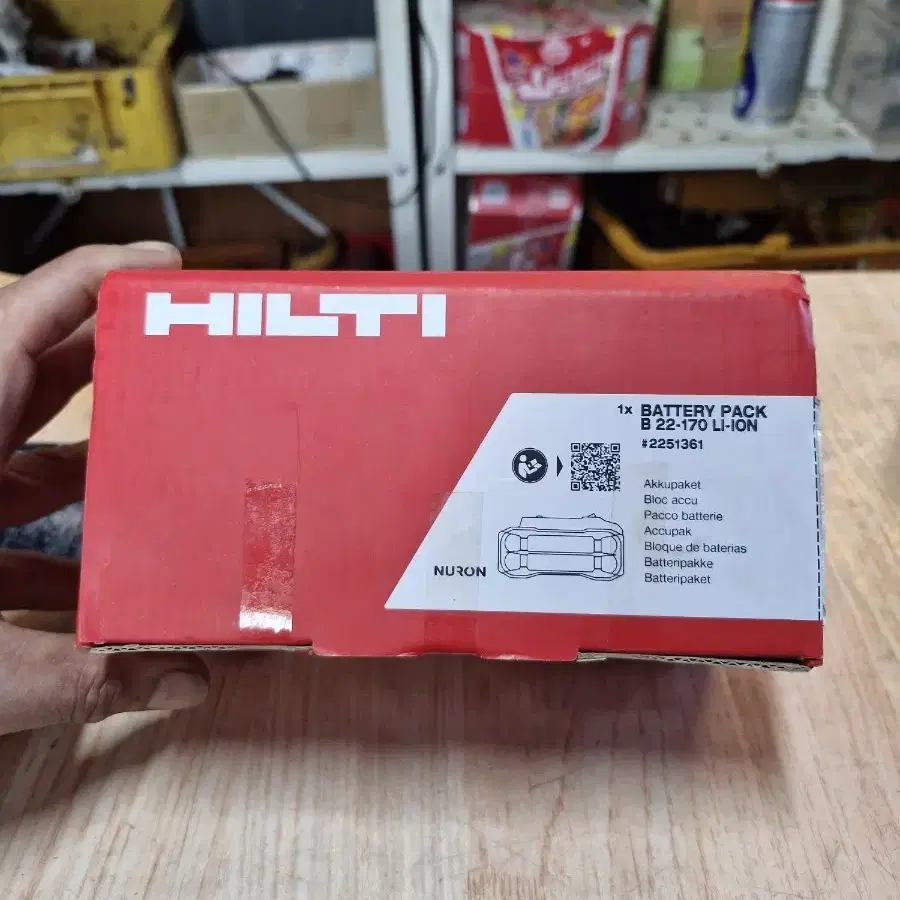 HILTI
1x BATTERY PACK
B 22-170 LI-ION
#2251361
Akkupaket
Bloc accu
Pacco batterie
Accupak
Bloque de baterias
Batteripakke
Batteripaket
NURON